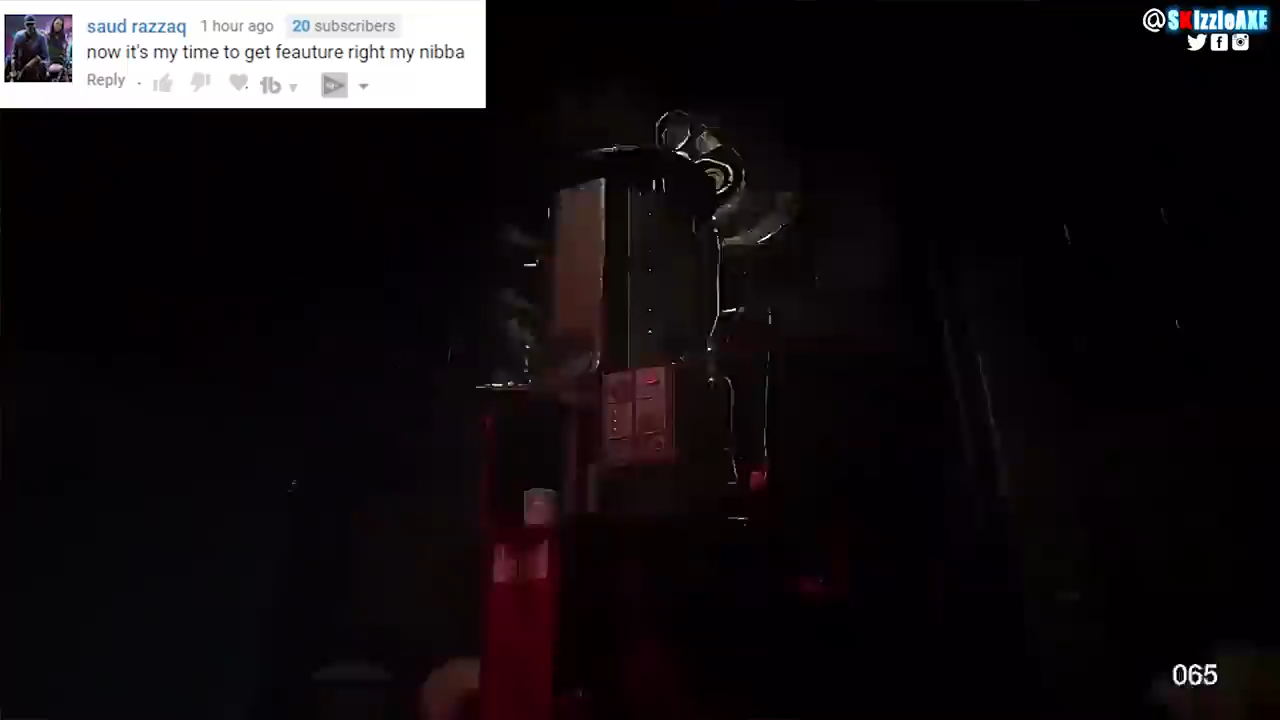 saud razzaq 1 hour ago 20 subscribers
now it's my time to get feauture right my nibba
Reply
@SKIzzleAXE
065